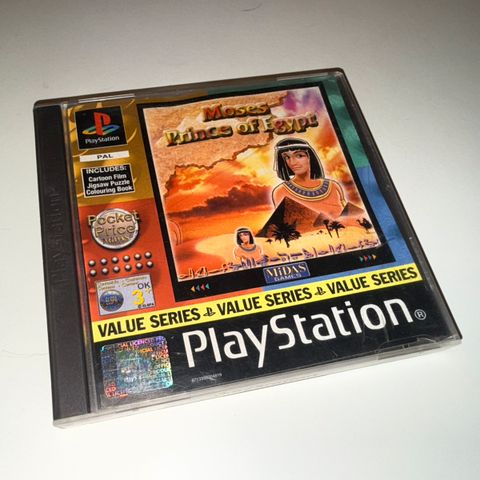 PlayStation
PAL
INCLUDES:
Cartoon Film
Jigsaw Puzzle
Colouring Book
Pocket
Price
MIDAS
OK
3+
Moses
Prince of Egypt
MIDAS
GAMES
VALUE SERIES VALUE SERIES VALUE SERIES
PlayStation®